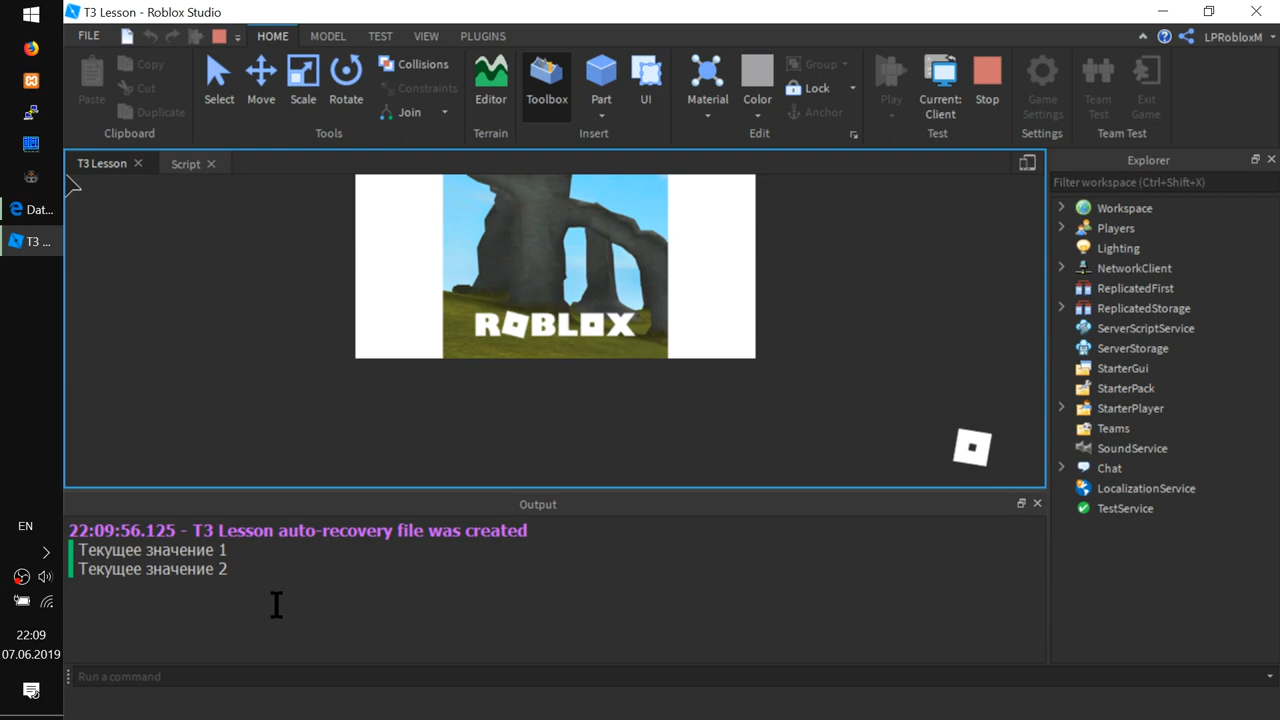 T3 Lesson - Roblox Studio
FILE
HOME
MODEL
TEST
VIEW
PLUGINS
LPRobloxM
Paste
Copy
Cut
Duplicate
Clipboard
Select
Move
Scale
Rotate
Collisions
Constraints
Join
Tools
Editor
Terrain
Toolbox
Part
UI
Insert
Material
Color
Group
Lock
Anchor
Edit
Play
Current:
Client
Stop
Test
Game
Settings
Settings
Team
Test
Exit
Game
Team Test
T3 Lesson
Script
ROBLOX
Explorer
Filter workspace (Ctrl+Shift+X)
Workspace
Players
Lighting
NetworkClient
ReplicatedFirst
ReplicatedStorage
ServerScriptService
ServerStorage
StarterGui
StarterPack
StarterPlayer
Teams
SoundService
Chat
LocalizationService
TestService
Output
22:09:56.125 - T3 Lesson auto-recovery file was created
Текущее значение 1
Текущее значение 2
Run a command
Dat...
T3 ...
EN
22:09
07.06.2019